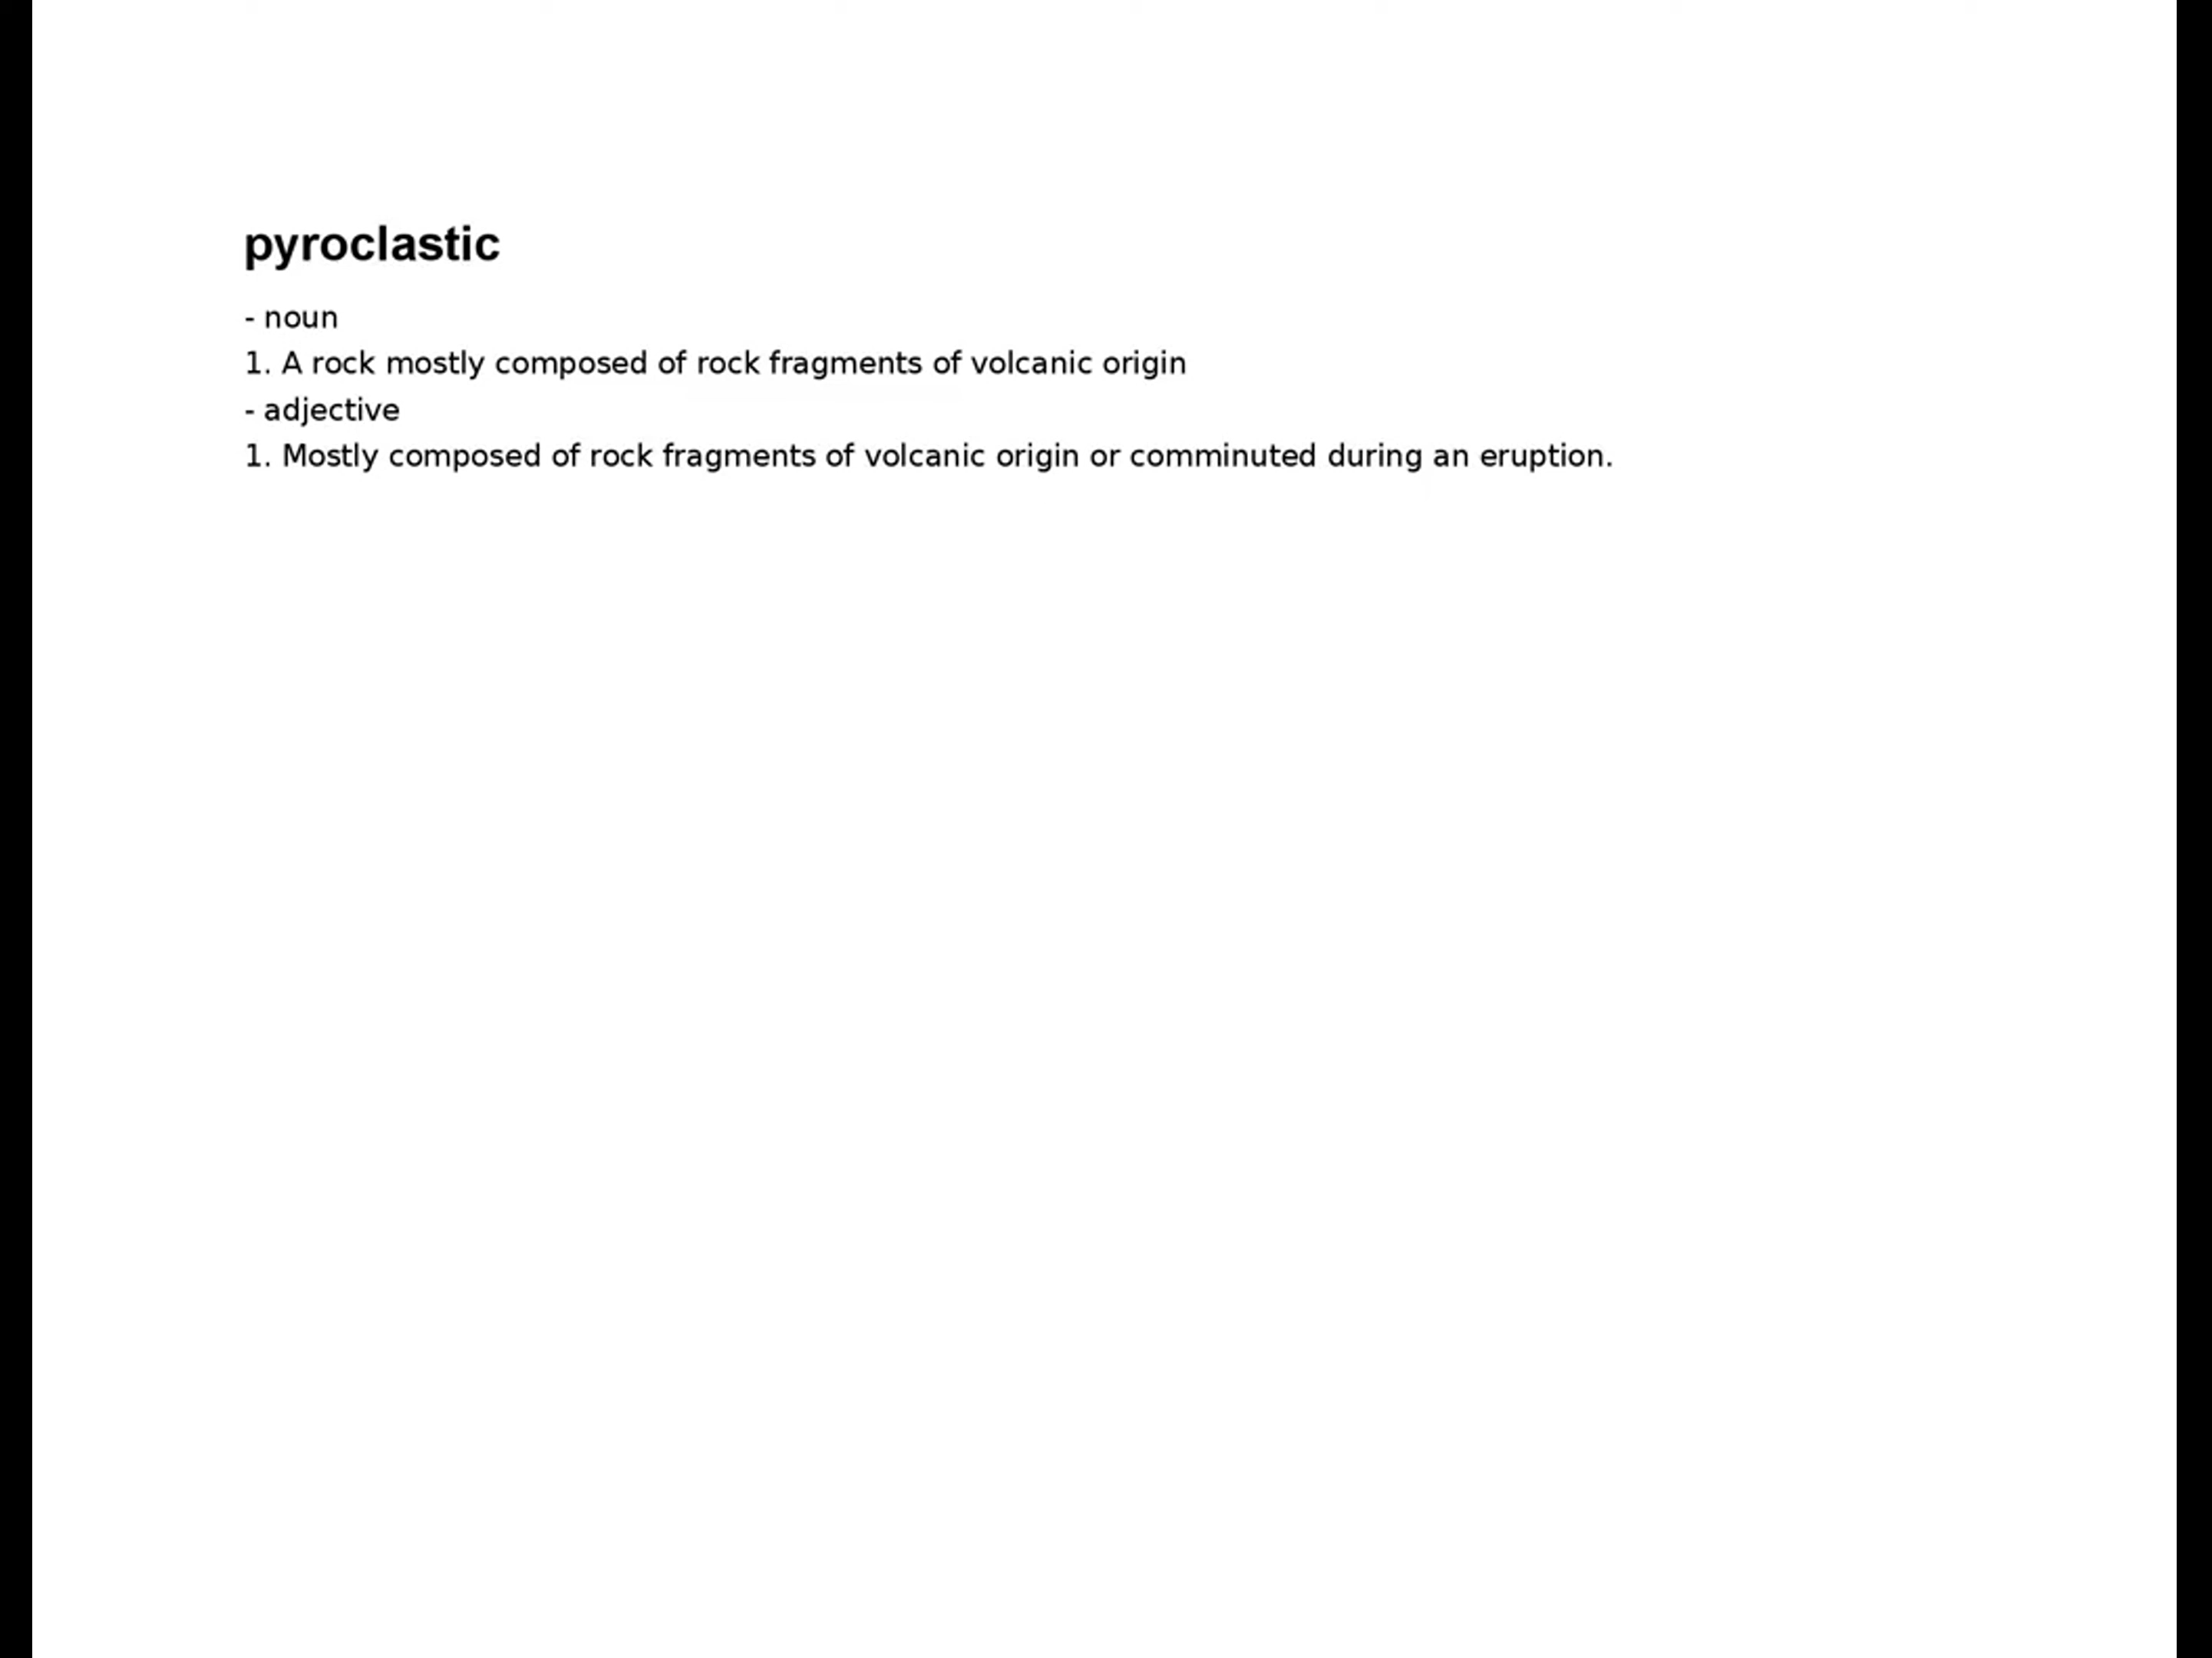 pyroclastic
- noun
1. A rock mostly composed of rock fragments of volcanic origin
- adjective
1. Mostly composed of rock fragments of volcanic origin or comminuted during an eruption.